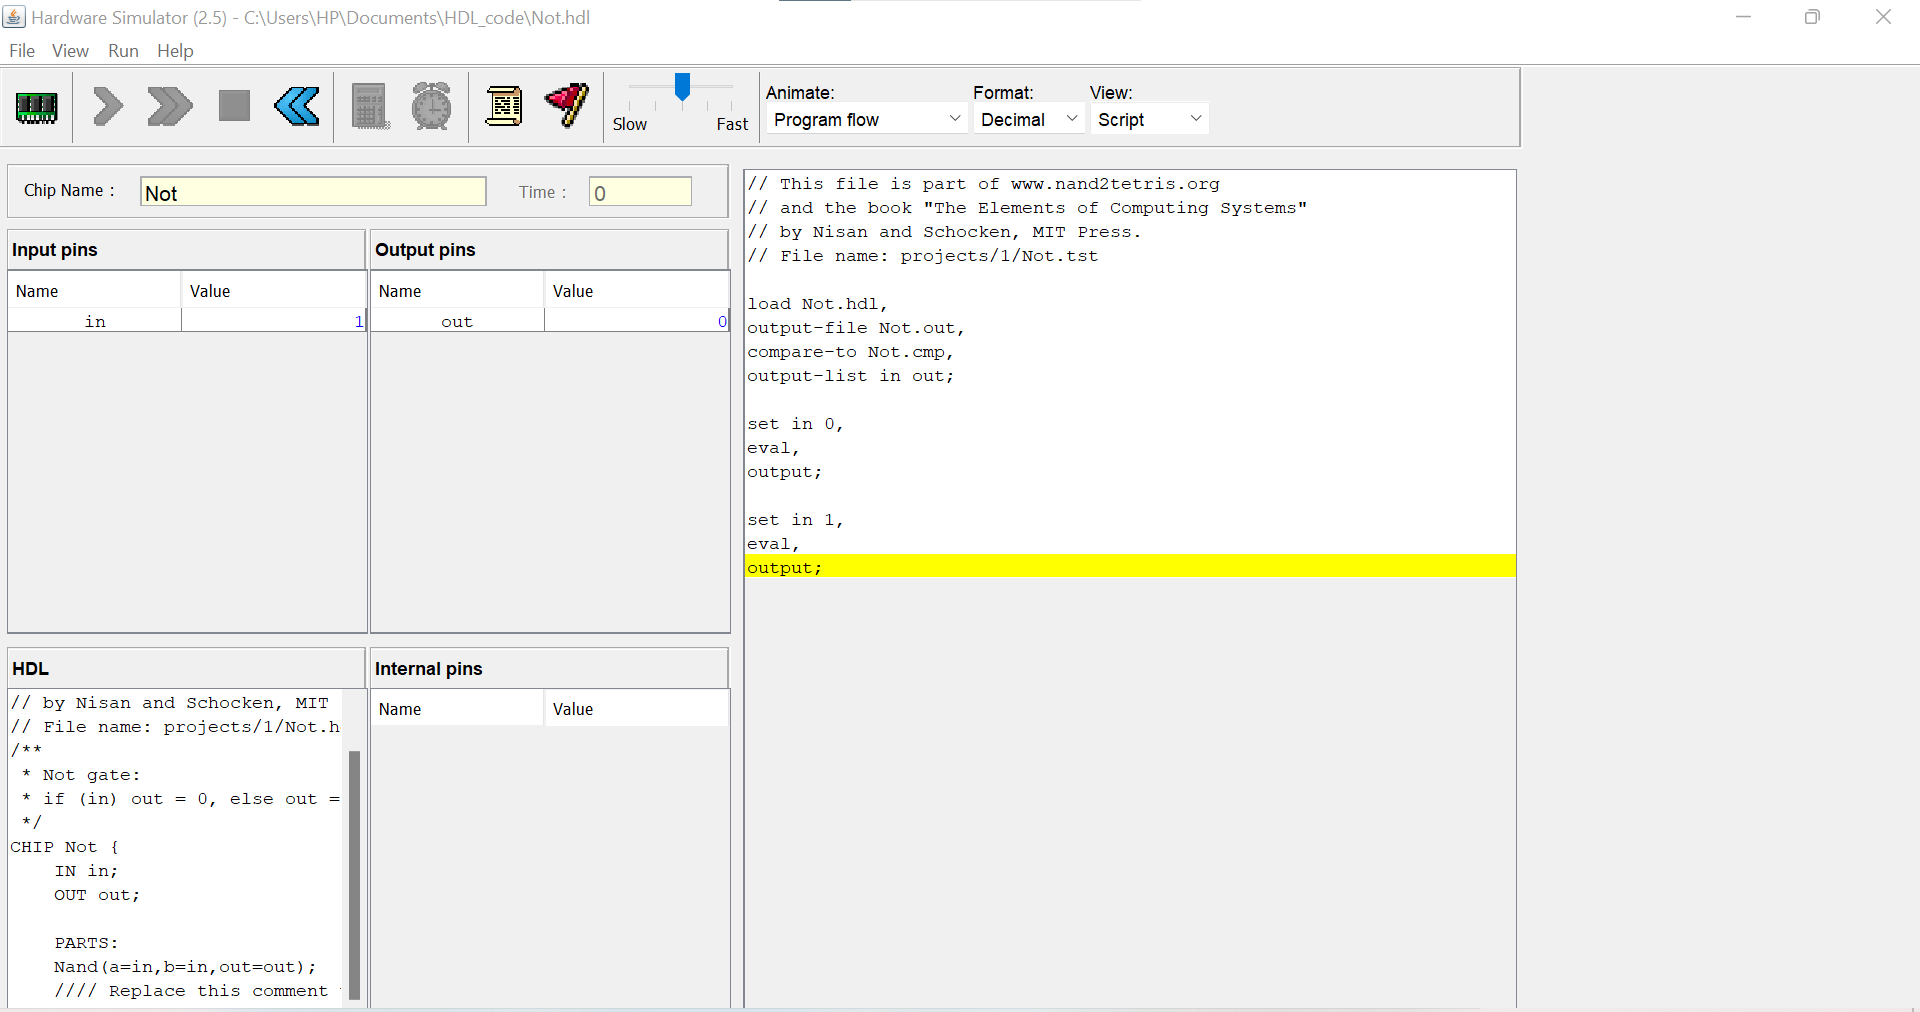 Hardware Simulator (2.5) - C:\Users\HP\Documents\HDL_code\Not.hdl
File View Run Help
Slow Fast
Animate: Format: View:
Program flow Decimal Script
Chip Name : Not Time : 0
Input pins
Name Value
in 1
Output pins
Name Value
out 0
HDL
// by Nisan and Schocken, MIT
// File name: projects/1/Not.h
/**
* Not gate:
* if (in) out = 0, else out =
*/
CHIP Not {
IN in;
OUT out;
PARTS:
Nand(a=in,b=in,out=out);
//// Replace this comment
Internal pins
Name Value
// This file is part of www.nand2tetris.org
// and the book "The Elements of Computing Systems"
// by Nisan and Schocken, MIT Press.
// File name: projects/1/Not.tst
load Not.hdl,
output-file Not.out,
compare-to Not.cmp,
output-list in out;
set in 0,
eval,
output;
set in 1,
eval,
output;